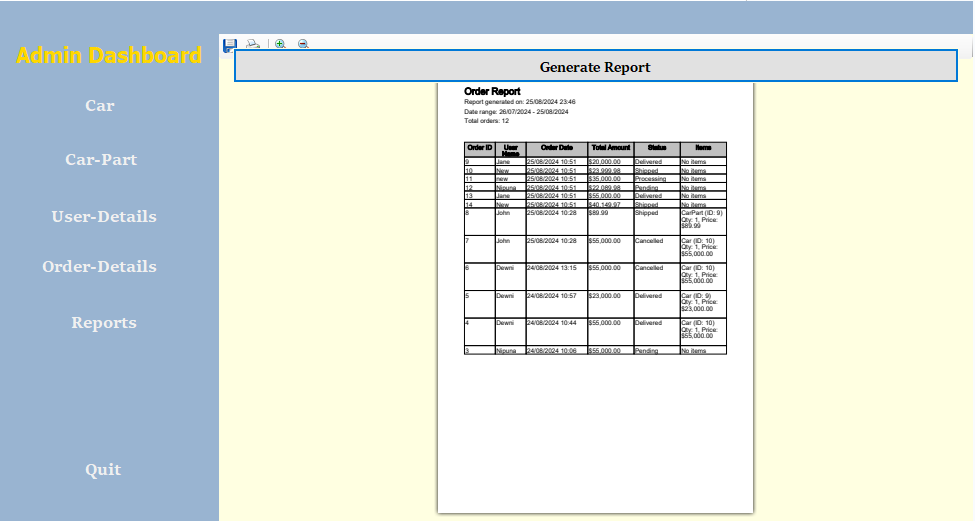 Admin Dashboard
Car
Car-Part
User-Details
Order-Details
Reports
Quit
Generate Report
Order Report
Report generated on: 25/08/2024 23:46
Date range: 26/07/2024 - 25/08/2024
Total orders: 12
Order ID User Name Order Date Total Amount Status Items
9 Jane 25/08/2024 10:51 $20,000.00 Delivered No items
10 New 25/08/2024 10:51 $23,999.98 Shipped No items
11 new 25/08/2024 10:51 $35,000.00 Processing No items
12 Nipuna 25/08/2024 10:51 $22,089.98 Pending No items
13 Jane 25/08/2024 10:51 $55,000.00 Delivered No items
14 New 25/08/2024 10:51 $40,149.97 Shipped No items
8 John 25/08/2024 10:28 $89.99 Shipped CarPart (ID: 9)
Qty: 1, Price:
$89.99
7 John 25/08/2024 10:28 $55,000.00 Cancelled Car (ID: 10)
Qty: 1, Price:
$55,000.00
6 Dewni 24/08/2024 13:15 $55,000.00 Cancelled Car (ID: 10)
Qty: 1, Price:
$55,000.00
5 Dewni 24/08/2024 10:57 $23,000.00 Delivered Car (ID: 9)
Qty: 1, Price:
$23,000.00
4 Dewni 24/08/2024 10:44 $55,000.00 Delivered Car (ID: 10)
Qty: 1, Price:
$55,000.00
3 Nipuna 24/08/2024 10:06 $55,000.00 Pending No items